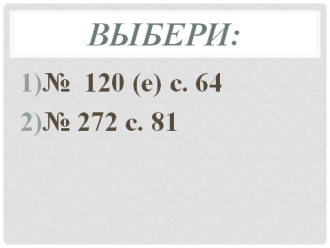 ВЫБЕРИ:
1)№ 120 (е) с. 64
2)№ 272 с. 81